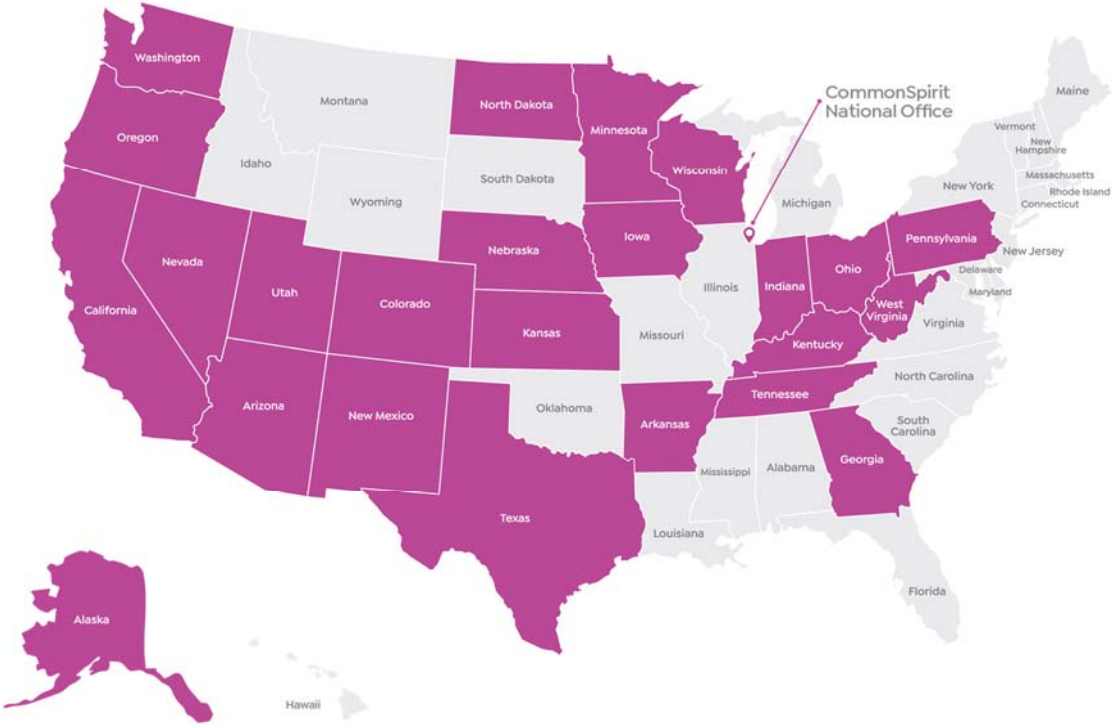 Washington
Montana
North Dakota
Minnesota
CommonSpirit
National Office
Maine
Oregon
Idaho
Wyoming
South Dakota
Wisconsin
Michigan
Vermont
New
Hampshire
New York
Massachusetts
Rhode Island
Connecticut
Nevada
Utah
Colorado
Nebraska
Iowa
Illinois
Indiana
Ohio
Pennsylvania
New Jersey
Delaware
Maryland
California
Kansas
Missouri
Kentucky
West
Virginia
Virginia
Arizona
New Mexico
Oklahoma
Arkansas
Tennessee
North Carolina
South
Carolina
Texas
Louisiana
Mississippi
Alabama
Georgia
Florida
Alaska
Hawaii